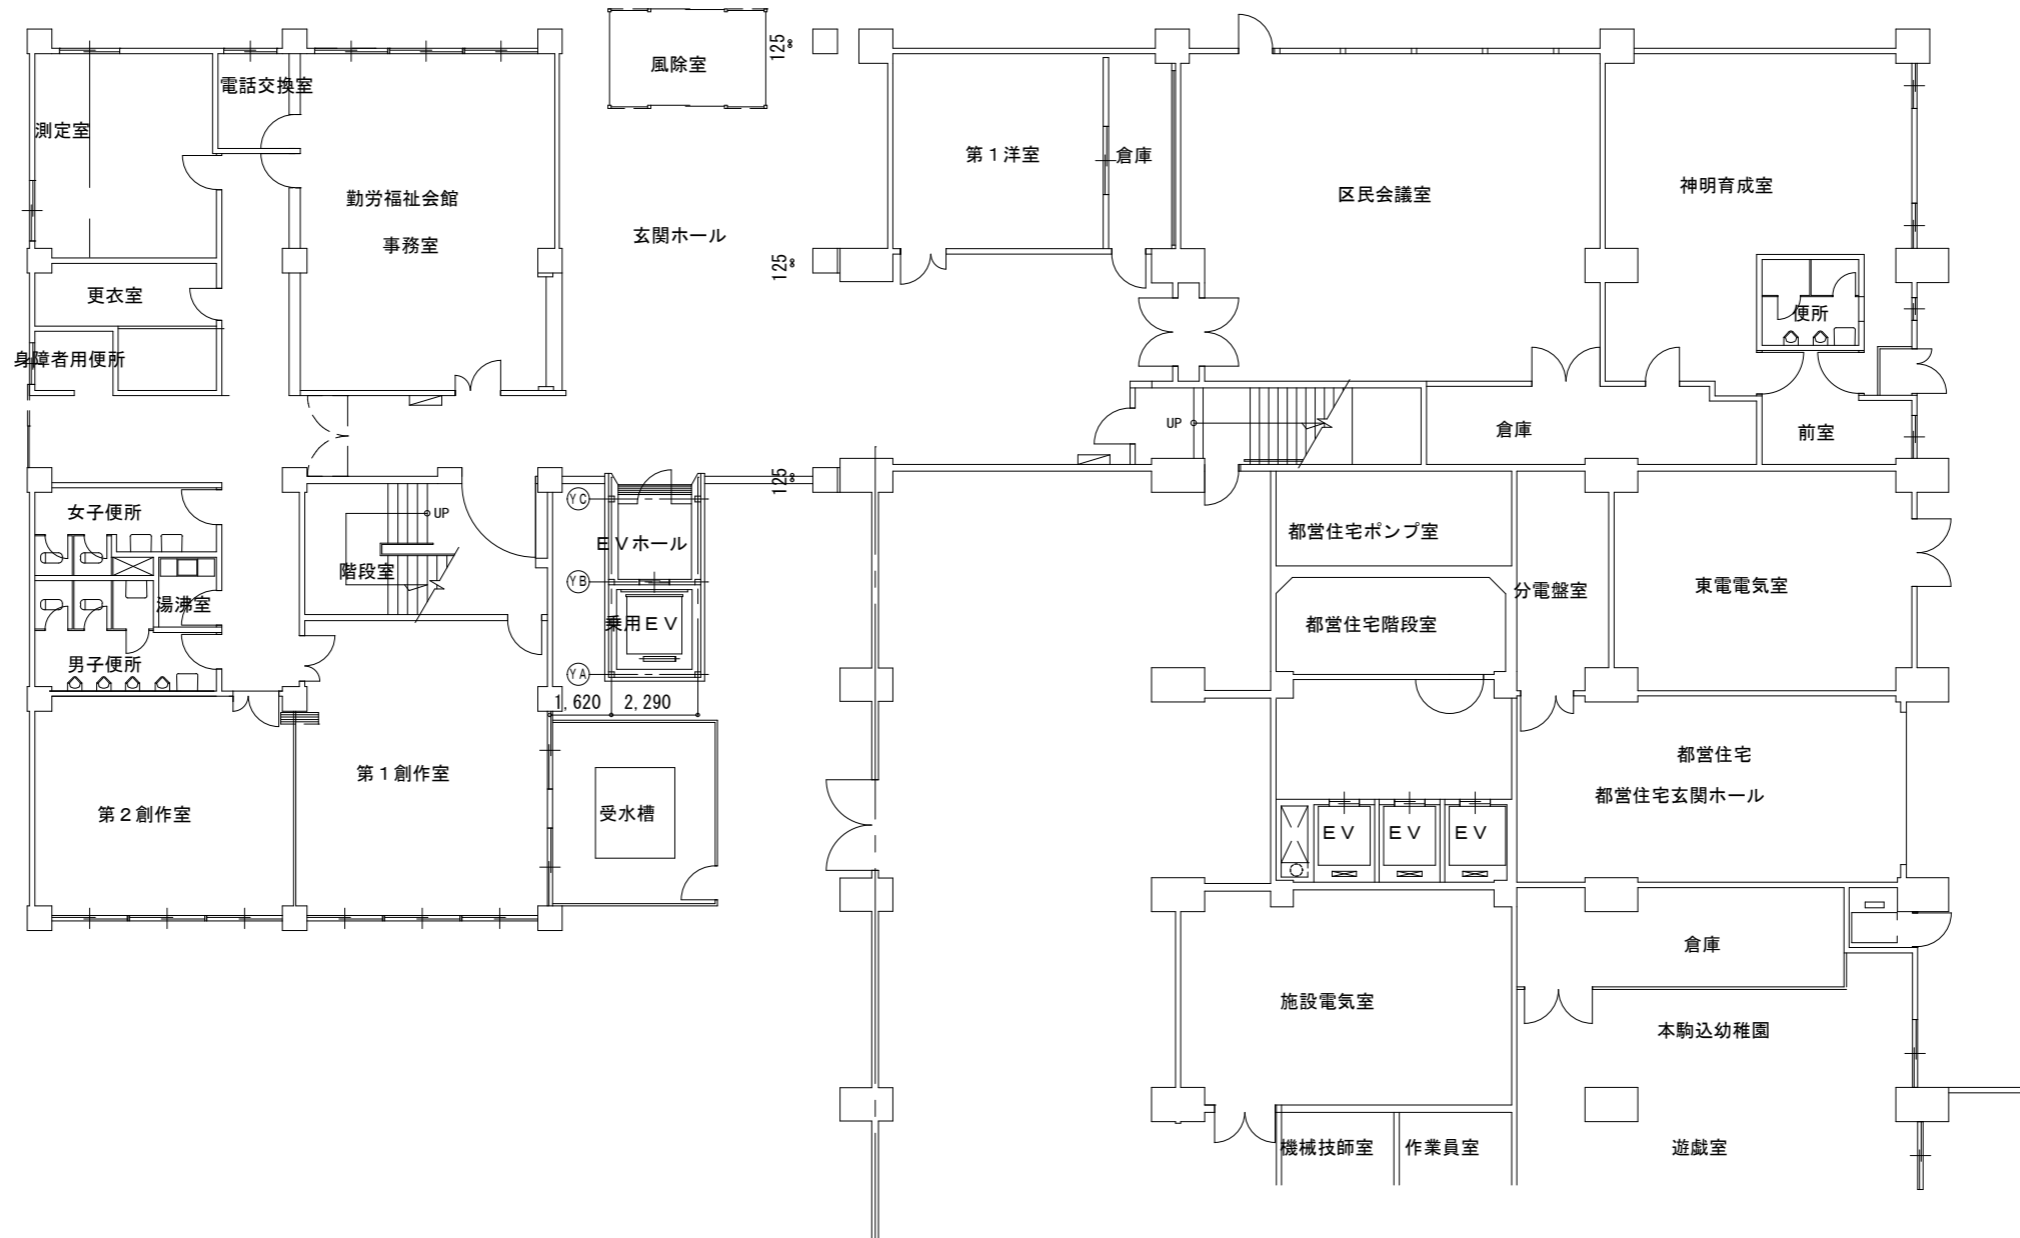 風除室
125
電話交換室
測定室
第１洋室
倉庫
勤労福祉会館
事務室
区民会議室
神明育成室
玄関ホール
125
更衣室
便所
身障者用便所
UP
倉庫
前室
125
YC
女子便所
UP
EVホール
都営住宅ポンプ室
階段室
YB
分電盤室
東電電気室
湯沸室
乗用EV
都営住宅階段室
男子便所
YA
1,620
2,290
都営住宅
都営住宅玄関ホール
第１創作室
第２創作室
受水槽
EV
EV
EV
倉庫
施設電気室
本駒込幼稚園
機械技師室
作業員室
遊戯室